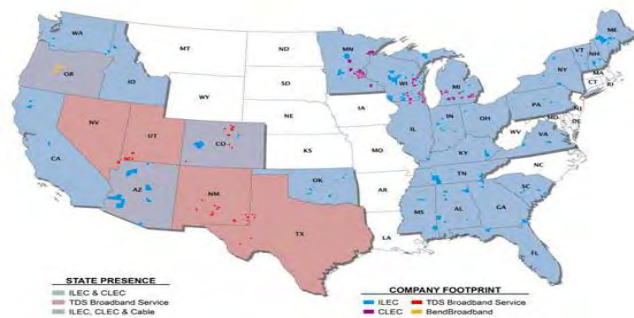 WA
MT
ND
MN
ME
VT
NH
OR
ID
WY
SD
WI
MI
NY
MA
CT
RI
NV
UT
CO
NE
IA
IL
IN
OH
PA
NJ
MD
DE
WV
VA
CA
KS
MO
KY
NC
AZ
NM
OK
AR
TN
SC
TX
LA
MS
AL
GA
FL
STATE PRESENCE
ILEC & CLEC
TDS Broadband Service
ILEC, CLEC & Cable
COMPANY FOOTPRINT
ILEC
TDS Broadband Service
CLEC
BendBroadband